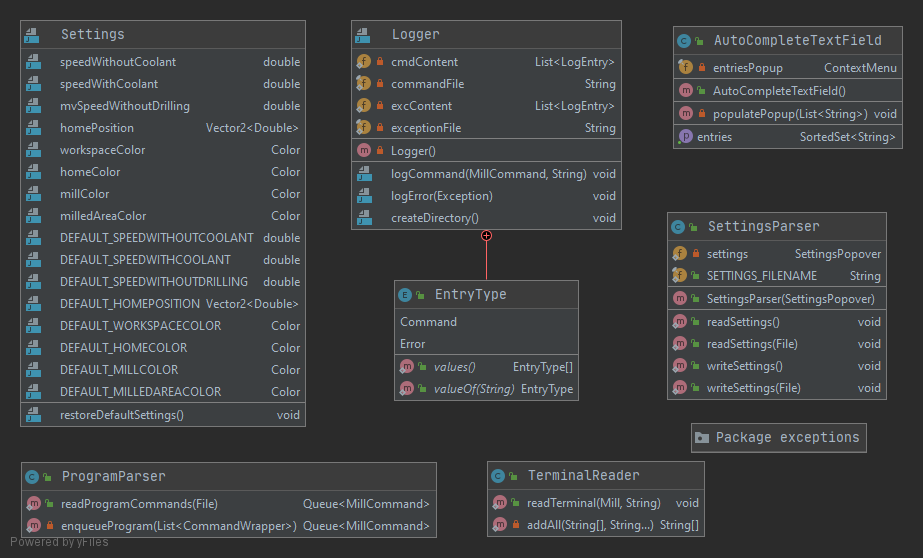 Settings
speedWithoutCoolant double
speedWithCoolant double
mvSpeedWithoutDrilling double
homePosition Vector2<Double>
workspaceColor Color
homeColor Color
millColor Color
milledAreaColor Color
DEFAULT_SPEEDWITHOUTCOOLANT double
DEFAULT_SPEEDWITHCOOLANT double
DEFAULT_SPEEDWITHOUTDRILLING double
DEFAULT_HOMEPOSITION Vector2<Double>
DEFAULT_WORKSPACECOLOR Color
DEFAULT_HOMECOLOR Color
DEFAULT_MILLCOLOR Color
DEFAULT_MILLEDAREACOLOR Color
restoreDefaultSettings() void
Logger
cmdContent List<LogEntry>
commandFile String
excContent List<LogEntry>
exceptionFile String
Logger()
logCommand(MillCommand, String) void
logError(Exception) void
createDirectory() void
EntryType
Command
Error
values() EntryType[]
valueOf(String) EntryType
AutoCompleteTextField
entriesPopup ContextMenu
AutoCompleteTextField()
populatePopup(List<String>) void
entries SortedSet<String>
SettingsParser
settings SettingsPopover
SETTINGS_FILENAME String
SettingsParser(SettingsPopover)
readSettings() void
readSettings(File) void
writeSettings() void
writeSettings(File) void
Package exceptions
ProgramParser
readProgramCommands(File) Queue<MillCommand>
enqueueProgram(List<CommandWrapper>) Queue<MillCommand>
TerminalReader
readTerminal(Mill, String) void
addAll(String[], String...) String[]
Powered by yFiles